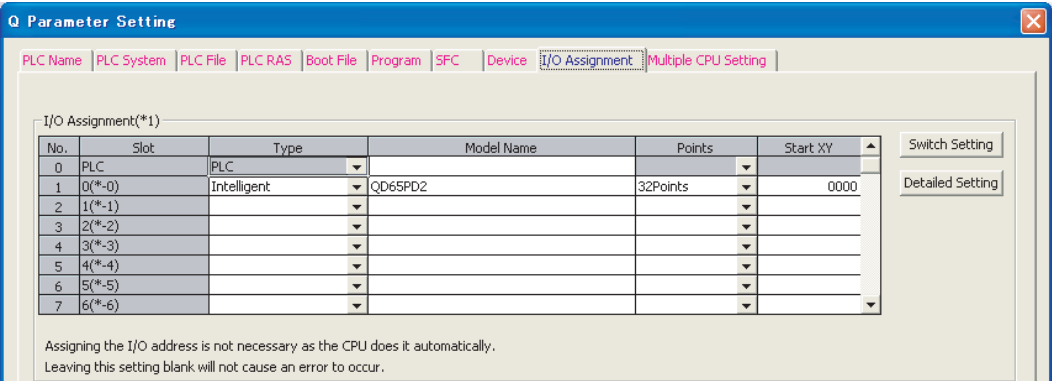 Q Parameter Setting
PLC Name PLC System PLC File PLC RAS Boot File Program SFC Device I/O Assignment Multiple CPU Setting
I/O Assignment(*1)
No. Slot Type Model Name Points Start XY
0 PLC PLC
1 0(*-0) Intelligent QD65PD2 32Points 0000
2 1(*-1)
3 2(*-2)
4 3(*-3)
5 4(*-4)
6 5(*-5)
7 6(*-6)
Switch Setting
Detailed Setting
Assigning the I/O address is not necessary as the CPU does it automatically.
Leaving this setting blank will not cause an error to occur.